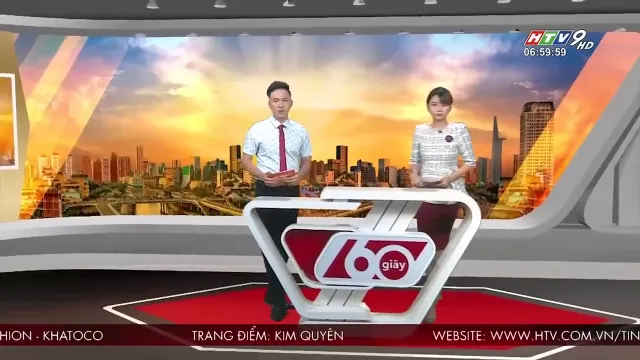 HTV9 HD
06:59:59
60 giây
HION - KHATOCO TRANG ĐIỂM: KIM QUYÊN WEBSITE: WWW.HTV.COM.VN/TIN